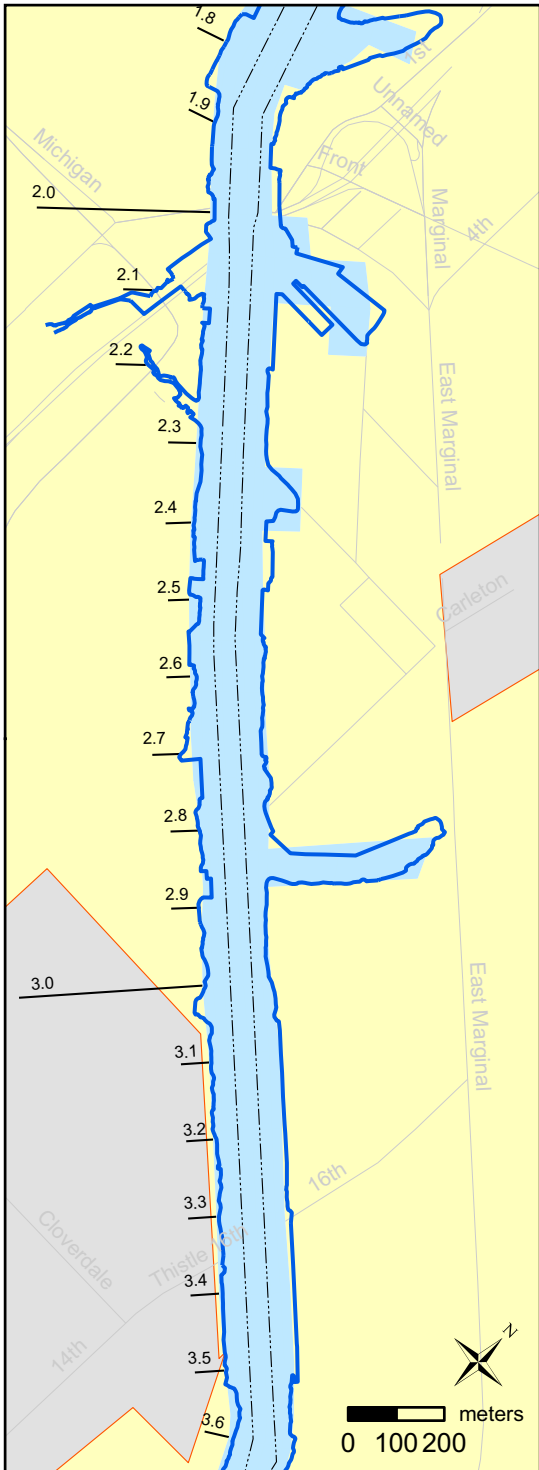 1.8
1st
1.9
Unnamed
Michigan
Front
2.0
Marginal
4th
2.1
2.2
East Marginal
2.3
2.4
2.5
Carleton
2.6
2.7
2.8
2.9
3.0
East Marginal
3.1
3.2
16th
3.3
Cloverdale
Thistle 16th
3.4
14th
3.5
N
3.6
meters
0 100 200